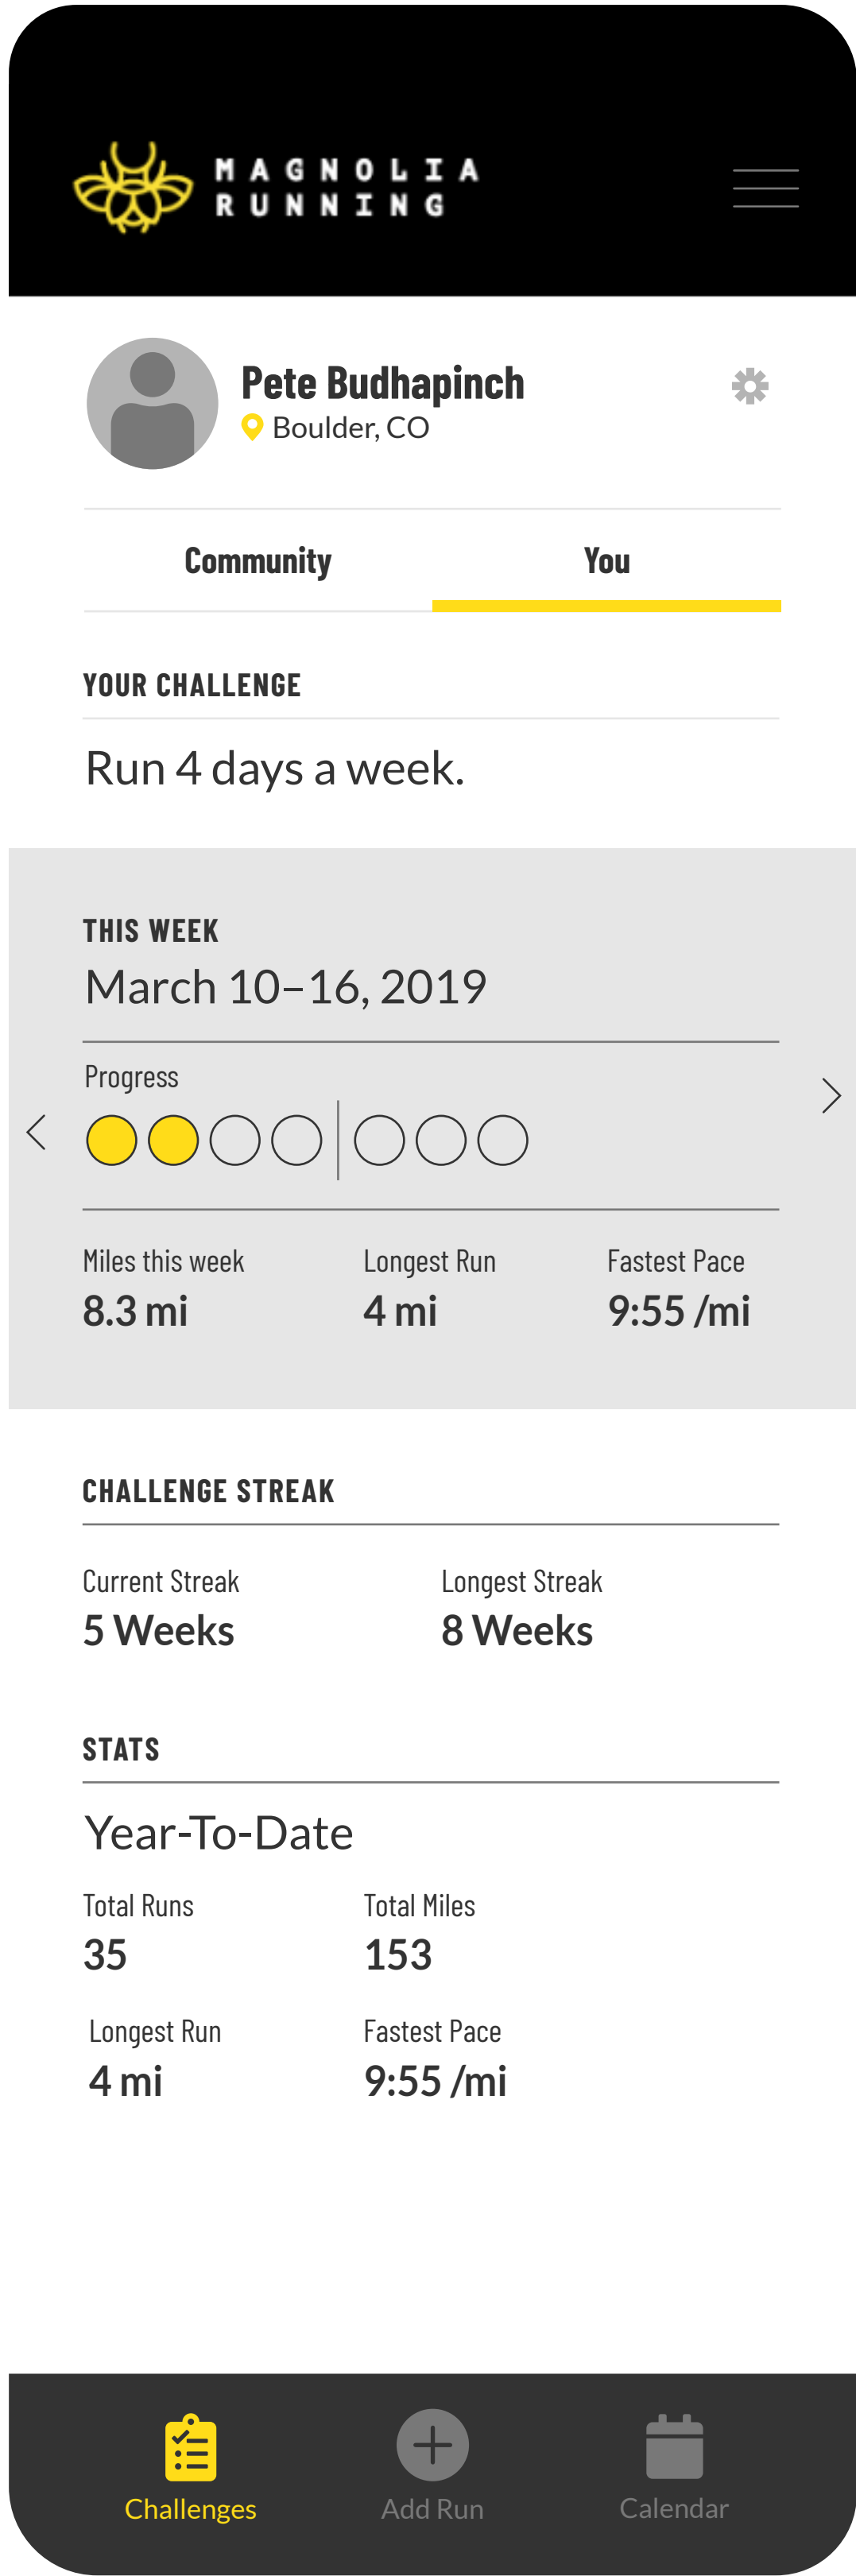 MAGNOLIA
RUNNING
Pete Budhapinch
Boulder, CO
Community You
YOUR CHALLENGE
Run 4 days a week.
THIS WEEK
March 10–16, 2019
Progress
Miles this week Longest Run Fastest Pace
8.3 mi 4 mi 9:55 /mi
CHALLENGE STREAK
Current Streak Longest Streak
5 Weeks 8 Weeks
STATS
Year-To-Date
Total Runs Total Miles
35 153
Longest Run Fastest Pace
4 mi 9:55 /mi
Challenges Add Run Calendar